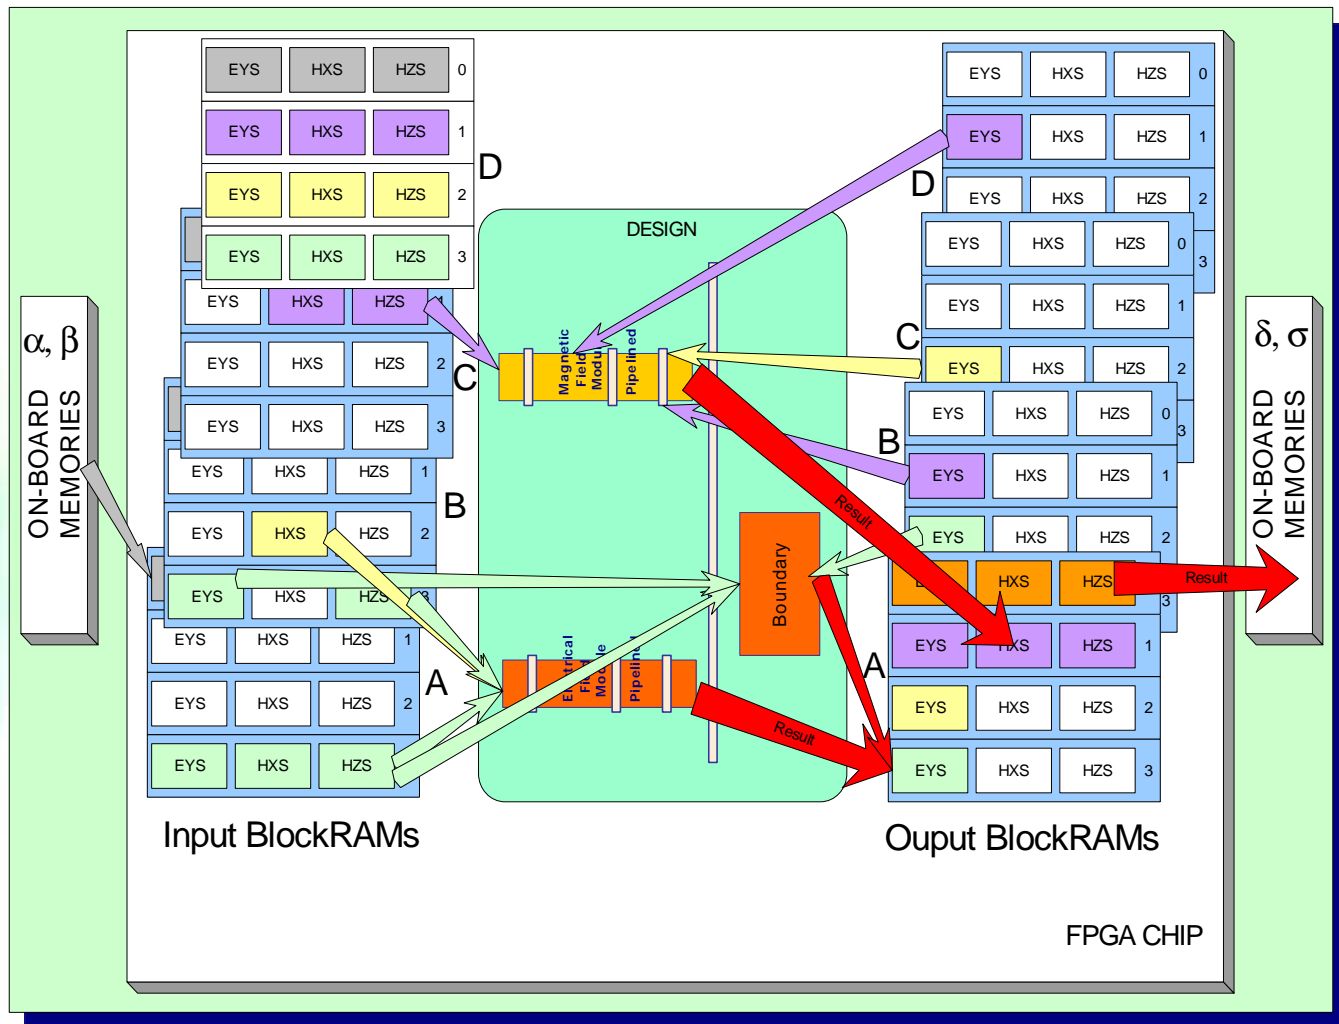 EYS HXS HZS 0
EYS HXS HZS 1
EYS HXS HZS 2
EYS HXS HZS 3
D
EYS HXS HZS
EYS HXS HZS 2
EYS HXS HZS 3
C
EYS HXS HZS 1
EYS HXS HZS 2
EYS HXS HZS 3
B
EYS HXS HZS 1
EYS HXS HZS 2
EYS HXS HZS 3
A
Input BlockRAMs
α, β
ON-BOARD
MEMORIES
DESIGN
Magnetic
Field
Pipelined
Boundary
Result
Result
EYS HXS HZS 0
EYS HXS HZS 1
EYS HXS HZS 2
3
D
EYS HXS HZS 0
EYS HXS HZS 1
EYS HXS HZS 2
3
C
EYS HXS HZS 0
EYS HXS HZS 1
EYS HXS HZS 2
3
B
HXS HZS
EYS HXS HZS 1
EYS HXS HZS 2
EYS HXS HZS 3
A
Result
Ouput BlockRAMs
δ, σ
ON-BOARD
MEMORIES
FPGA CHIP